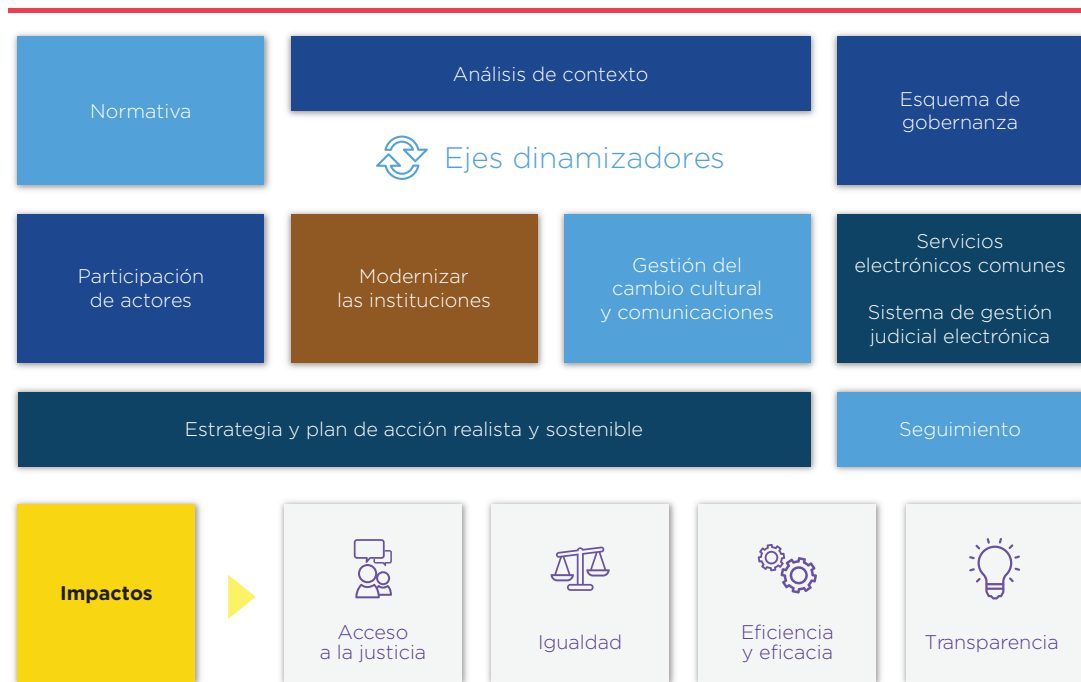 Normativa
Análisis de contexto
Esquema de
gobernanza
Ejes dinamizadores
Participación
de actores
Modernizar
las instituciones
Gestión del
cambio cultural
y comunicaciones
Servicios
electrónicos comunes
Sistema de gestión
judicial electrónica
Estrategia y plan de acción realista y sostenible
Seguimiento
Impactos
Acceso
a la justicia
Igualdad
Eficiencia
y eficacia
Transparencia